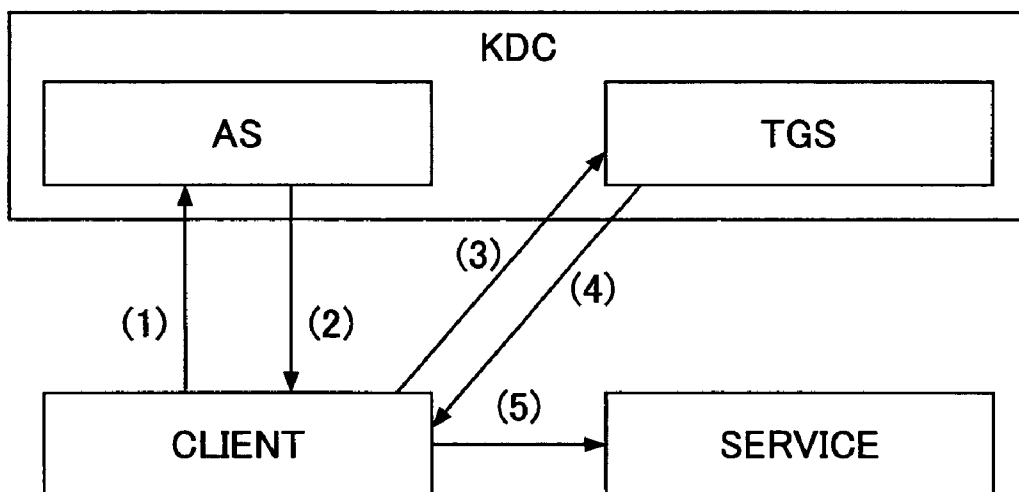 KDC
AS
TGS
(3)
(4)
(1)
(2)
(5)
CLIENT
SERVICE